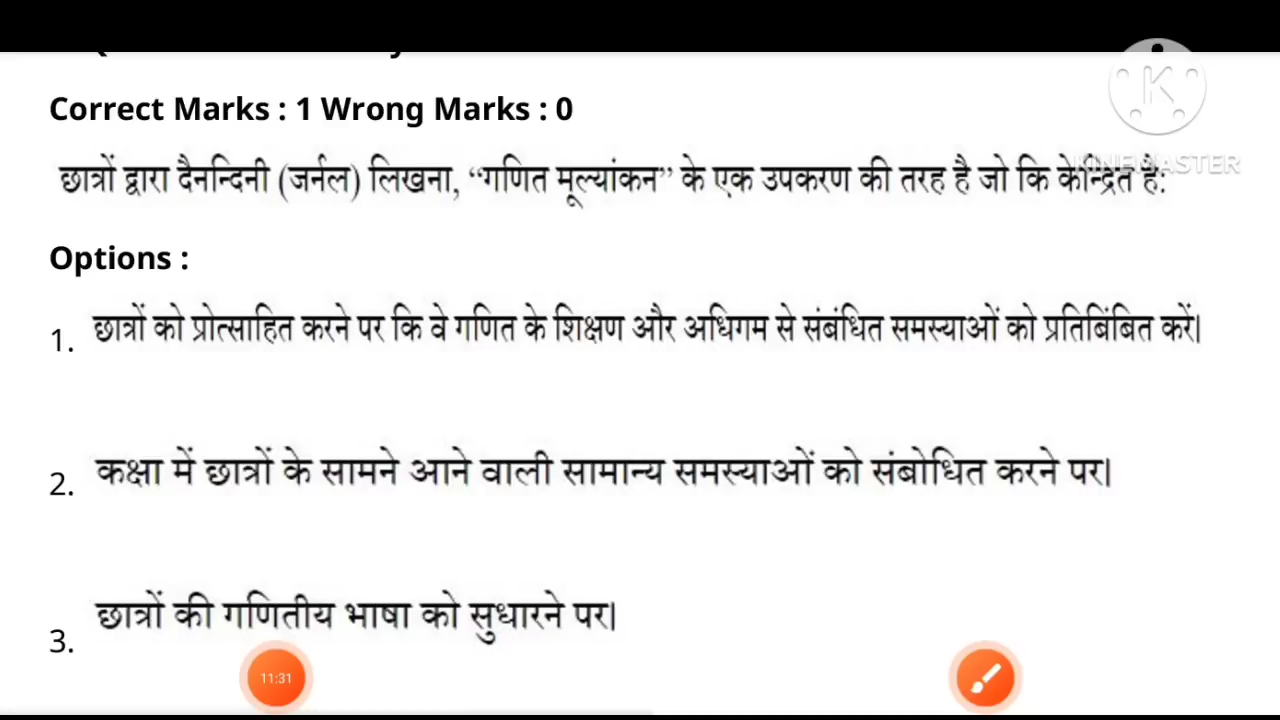 Correct Marks : 1 Wrong Marks : 0
KINEMASTER
छात्रों द्वारा दैनन्दिनी (जर्नल) लिखना, “गणित मूल्यांकन” के एक उपकरण की तरह है जो कि केन्द्रित है:
Options :
1. छात्रों को प्रोत्साहित करने पर कि वे गणित के शिक्षण और अधिगम से संबंधित समस्याओं को प्रतिबिंबित करें।
2. कक्षा में छात्रों के सामने आने वाली सामान्य समस्याओं को संबोधित करने पर।
3. छात्रों की गणितीय भाषा को सुधारने पर।
11:31